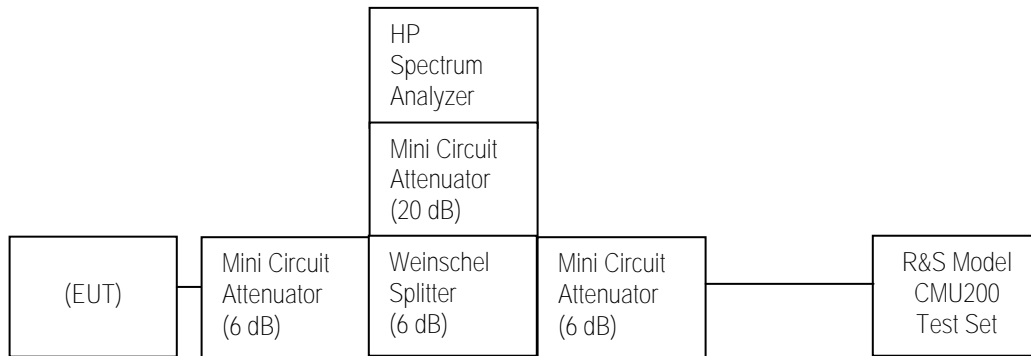 HP
Spectrum
Analyzer
Mini Circuit
Attenuator
(20 dB)
(EUT)
Mini Circuit
Attenuator
(6 dB)
Weinschel
Splitter
(6 dB)
Mini Circuit
Attenuator
(6 dB)
R&S Model
CMU200
Test Set